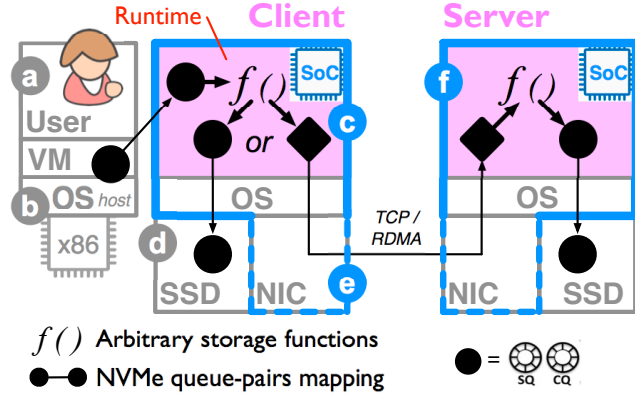 Runtime
Client
Server
a
User
VM
b
OS host
x86
SoC
f ()
c
or
OS
d
SSD
NIC
e
TCP /
RDMA
f
SoC
f ()
OS
NIC
SSD
f () Arbitrary storage functions
NVMe queue-pairs mapping
=
SQ CQ